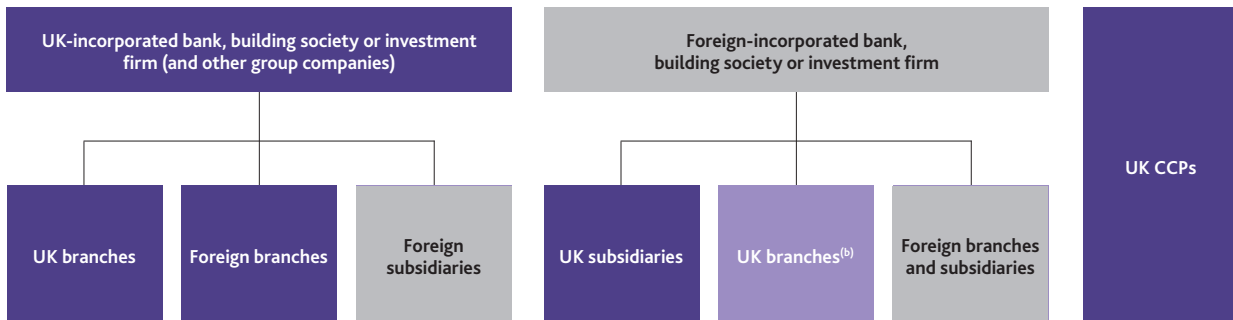 UK-incorporated bank, building society or investment
firm (and other group companies)
Foreign-incorporated bank,
building society or investment firm
UK CCPs
UK branches
Foreign branches
Foreign
subsidiaries
UK subsidiaries
UK branches(b)
Foreign branches
and subsidiaries